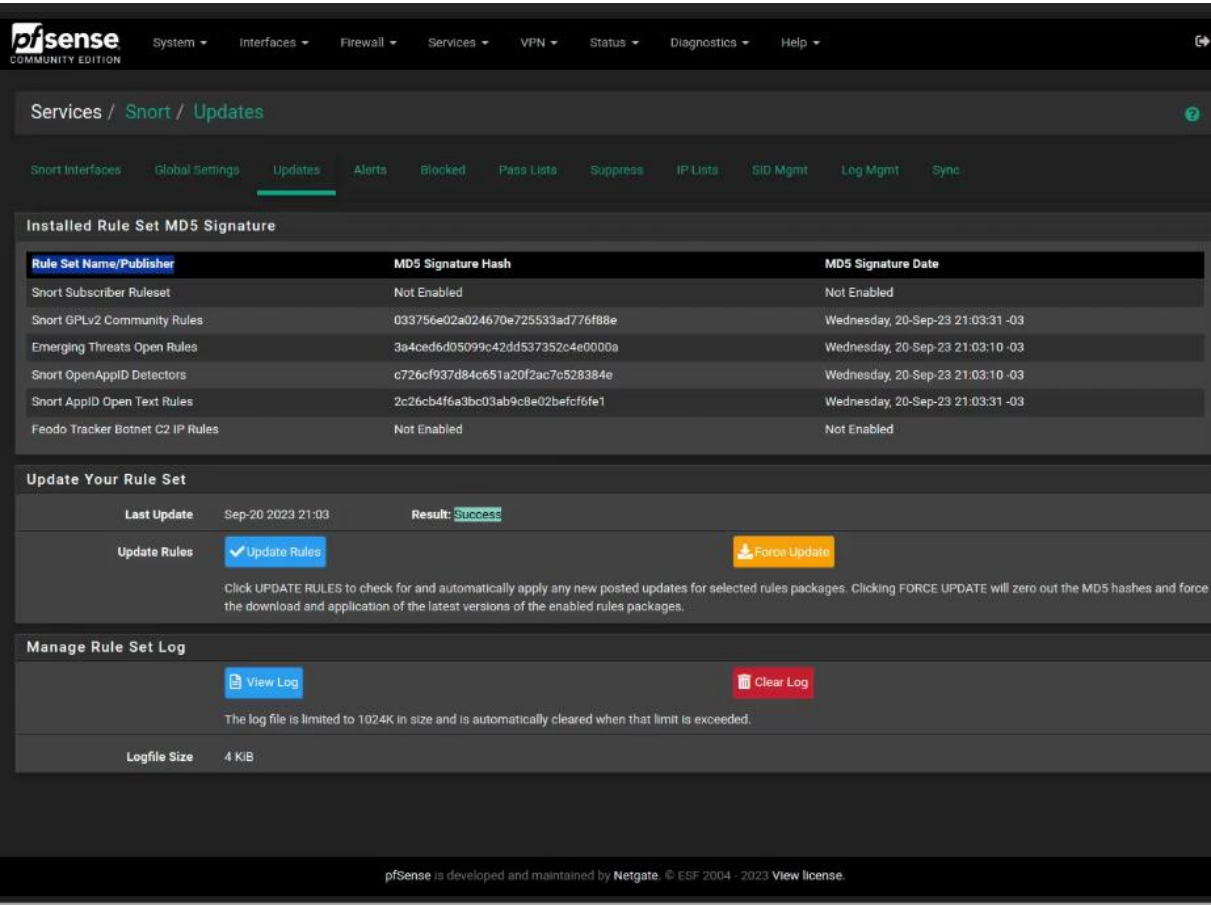 pfsense
COMMUNITY EDITION
System Interfaces Firewall Services VPN Status Diagnostics Help
Services / Snort / Updates
Snort Interfaces Global Settings Updates Alerts Blocked Pass Lists Suppress IP Lists SID Mgmt Log Mgmt Sync
Installed Rule Set MD5 Signature
Rule Set Name/Publisher MD5 Signature Hash MD5 Signature Date
Snort Subscriber Ruleset Not Enabled Not Enabled
Snort GPLv2 Community Rules 033756e02a024670e725533ad776f88e Wednesday, 20-Sep-23 21:03:31 -03
Emerging Threats Open Rules 3a4ced6d05099c42dd537352c4e0000a Wednesday, 20-Sep-23 21:03:10 -03
Snort OpenAppID Detectors c726cf937d84c651a20f2ac7c528384e Wednesday, 20-Sep-23 21:03:10 -03
Snort AppID Open Text Rules 2c26cb4f6a3bc03ab9c8e02befcf6fe1 Wednesday, 20-Sep-23 21:03:31 -03
Feodo Tracker Botnet C2 IP Rules Not Enabled Not Enabled
Update Your Rule Set
Last Update Sep-20 2023 21:03 Result: Success
Update Rules Update Rules Force Update
Click UPDATE RULES to check for and automatically apply any new posted updates for selected rules packages. Clicking FORCE UPDATE will zero out the MD5 hashes and force
the download and application of the latest versions of the enabled rules packages.
Manage Rule Set Log
View Log Clear Log
The log file is limited to 1024K in size and is automatically cleared when that limit is exceeded.
Logfile Size 4 KiB
pfSense is developed and maintained by Netgate. © ESF 2004 - 2023 View license.